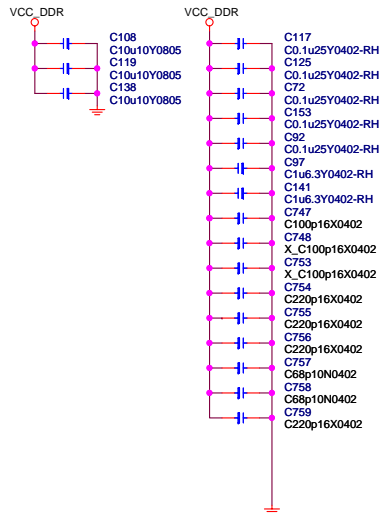 VCC_DDR
C108
C10u10Y0805
C119
C10u10Y0805
C138
C10u10Y0805
VCC_DDR
C117
C0.1u25Y0402-RH
C125
C0.1u25Y0402-RH
C72
C0.1u25Y0402-RH
C153
C0.1u25Y0402-RH
C92
C0.1u25Y0402-RH
C97
C1u6.3Y0402-RH
C141
C1u6.3Y0402-RH
C747
C100p16X0402
C748
X_C100p16X0402
C753
X_C100p16X0402
C754
C220p16X0402
C755
C220p16X0402
C756
C220p16X0402
C757
C68p10N0402
C758
C68p10N0402
C759
C220p16X0402